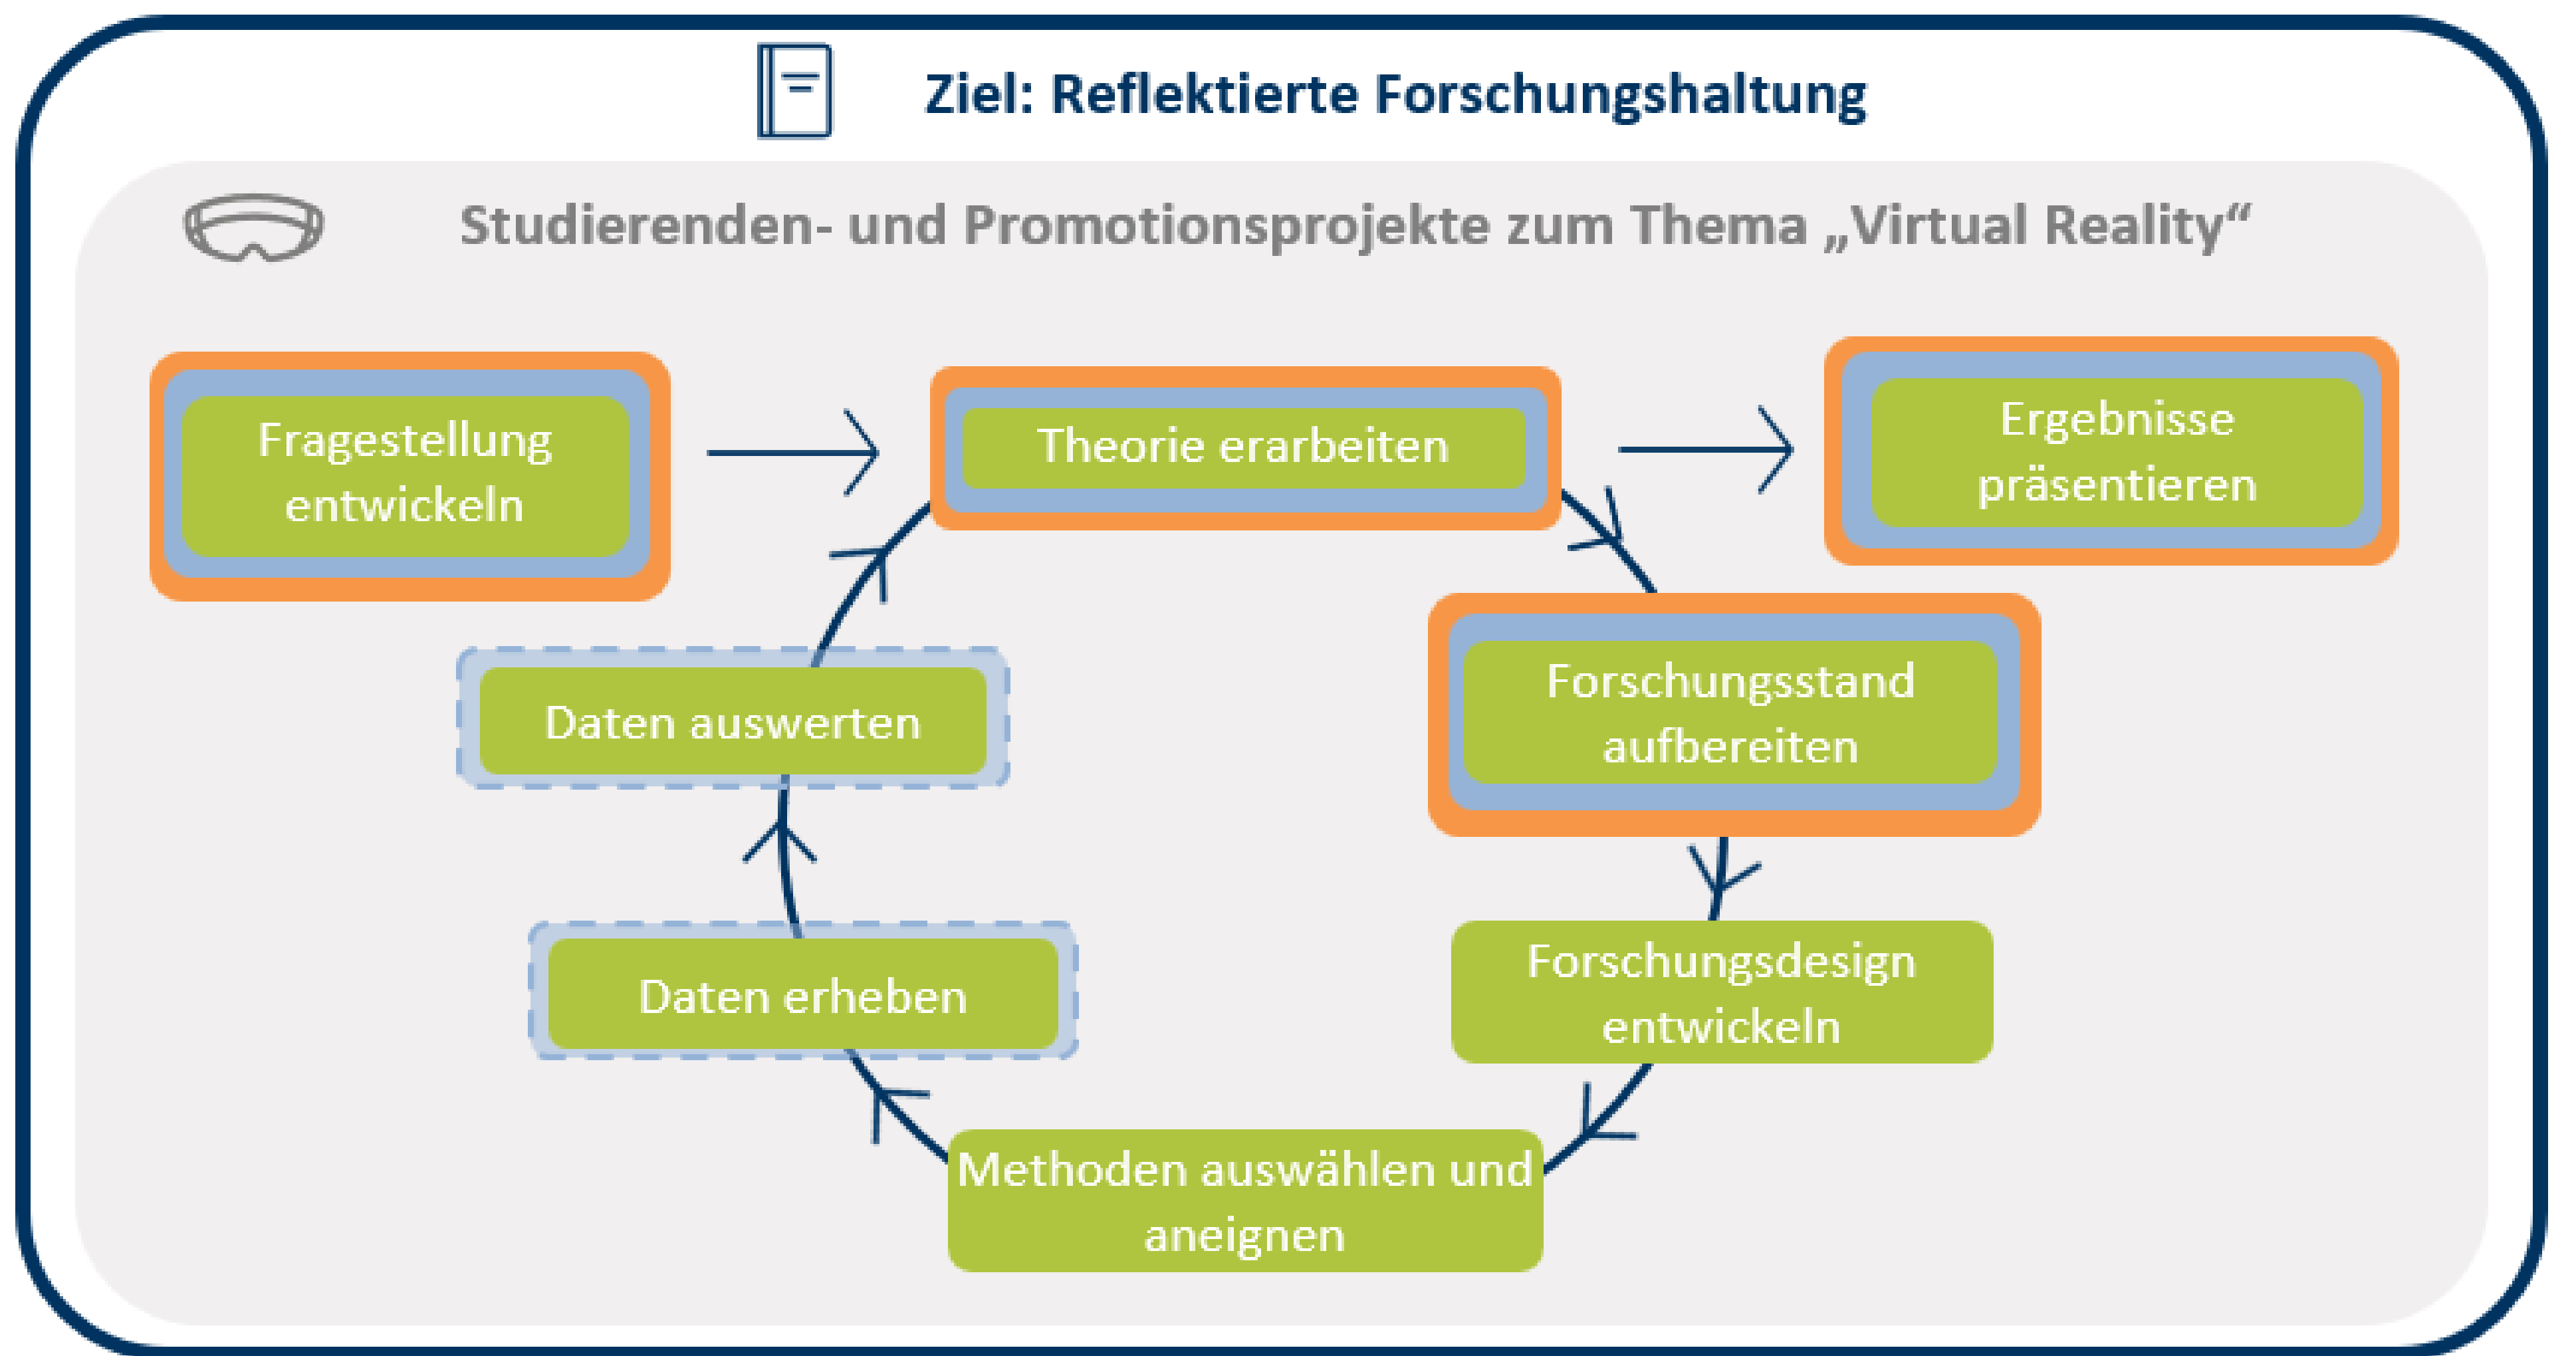 Ziel: Reflektierte Forschungshaltung
Studierenden- und Promotionsprojekte zum Thema „Virtual Reality“
Fragestellung
entwickeln
Theorie erarbeiten
Ergebnisse
präsentieren
Forschungsstand
aufbereiten
Daten auswerten
Forschungsdesign
entwickeln
Daten erheben
Methoden auswählen und
aneignen